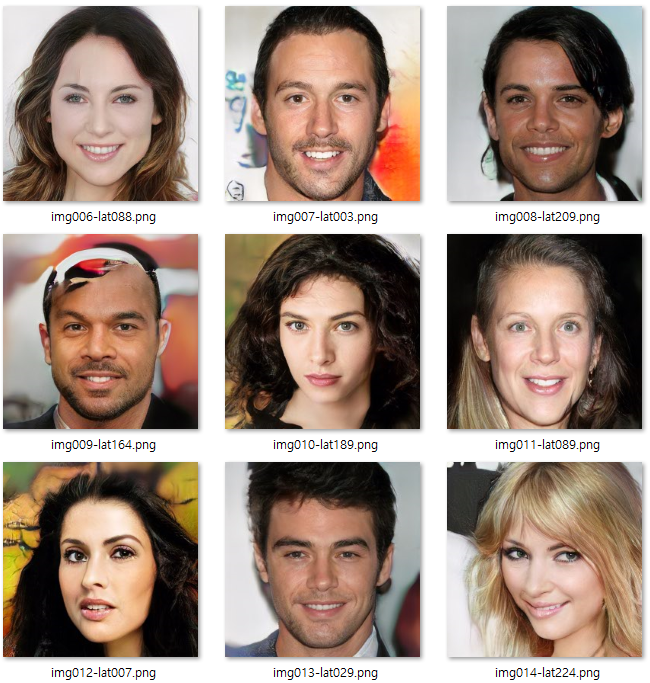 img006-lat088.png
img007-lat003.png
img008-lat209.png
img009-lat164.png
img010-lat189.png
img011-lat089.png
img012-lat007.png
img013-lat029.png
img014-lat224.png